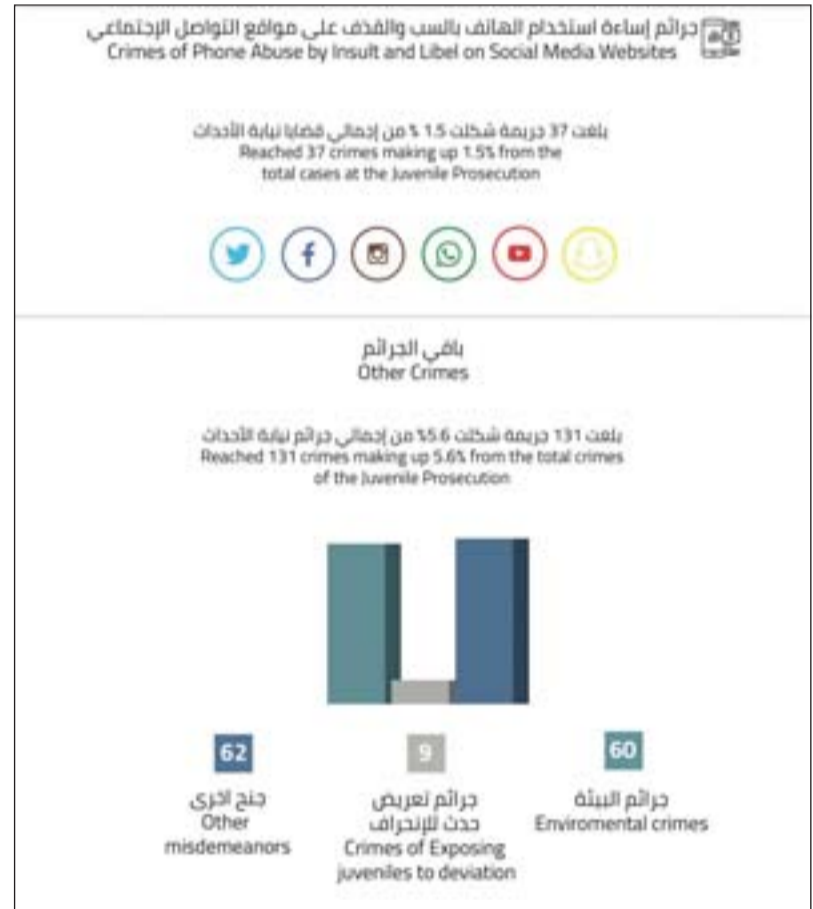 جرائم إساءة استخدام الهاتف بالسب والقذف على مواقع التواصل الإجتماعي
Crimes of Phone Abuse by Insult and Libel on Social Media Websites
بلغت 37 جريمة شكلت 1.5 % من إجمالي قضايا نيابة الأحداث
Reached 37 crimes making up 1.5% from the
total cases at the Juvenile Prosecution
باقي الجرائم
Other Crimes
بلغت 131 جريمة شكلت 5.6% من إجمالي جرائم نيابة الأحداث
Reached 131 crimes making up 5.6% from the total crimes
of the Juvenile Prosecution
62
جنح اخرى
Other
misdemeanors
9
جرائم تعريض
حدث للإنحراف
Crimes of Exposing
juveniles to deviation
60
جرائم البيئة
Enviromental crimes